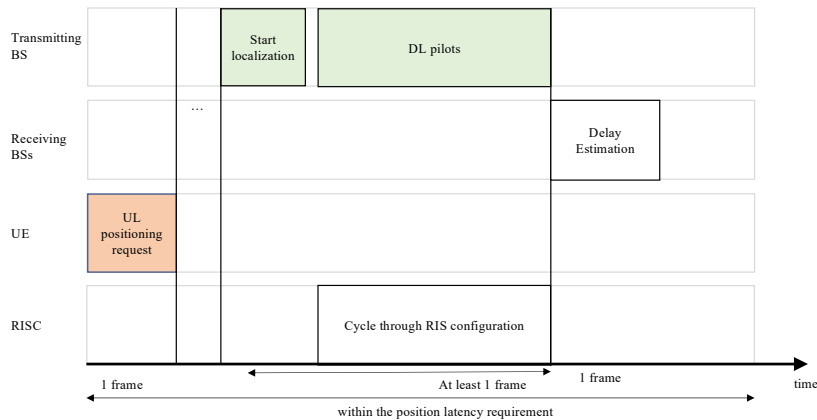 Transmitting
BS
Start
localization
DL pilots
…
Receiving
BSs
Delay
Estimation
UE
UL
positioning
request
RISC
Cycle through RIS configuration
1 frame
At least 1 frame
1 frame
time
within the position latency requirement